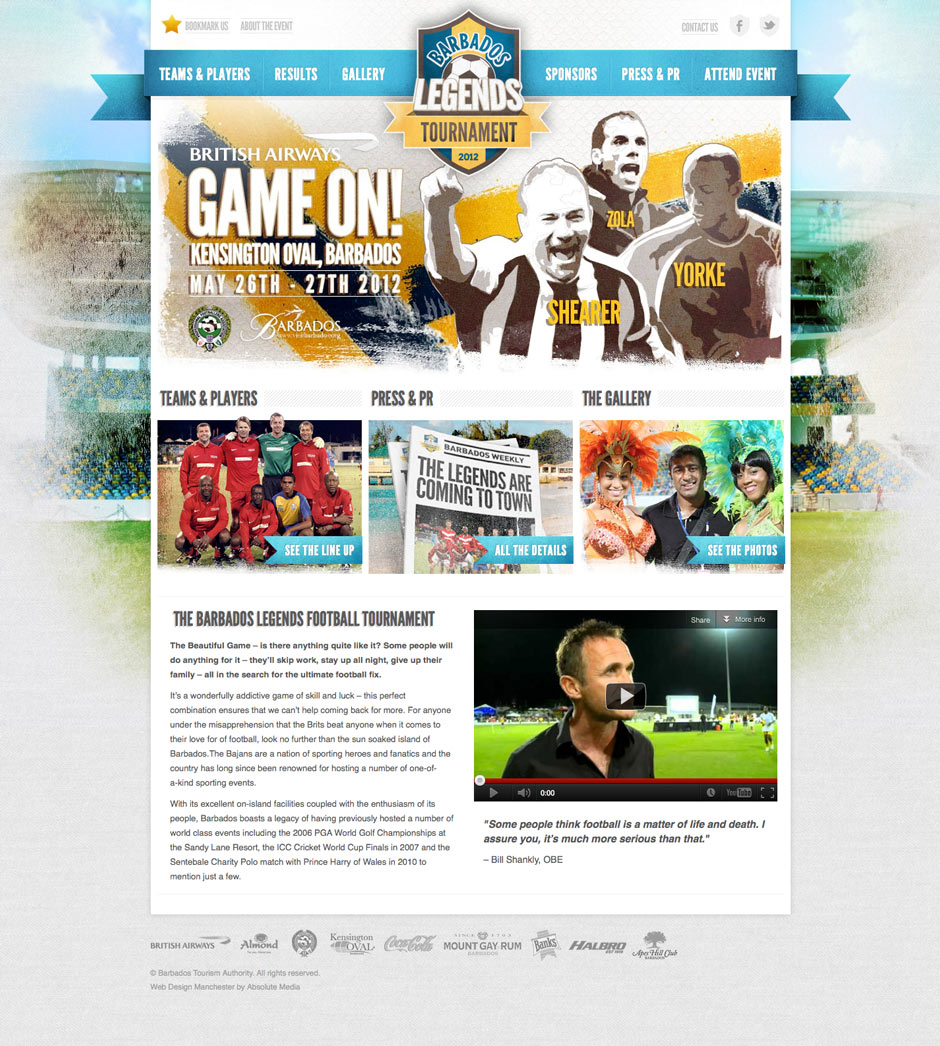 BOOKMARK US
ABOUT THE EVENT
CONTACT US
TEAMS & PLAYERS
RESULTS
GALLERY
BARBADOS
LEGENDS
TOURNAMENT
2012
SPONSORS
PRESS & PR
ATTEND EVENT
BRITISH AIRWAYS
GAME ON!
KENSINGTON OVAL, BARBADOS
MAY 26TH - 27TH 2012
BARBADOS
ZOLA
YORKE
SHEARER
TEAMS & PLAYERS
SEE THE LINE UP
PRESS & PR
BARBADOS WEEKLY
THE LEGENDS ARE
COMING TO TOWN
ALL THE DETAILS
THE GALLERY
SEE THE PHOTOS
THE BARBADOS LEGENDS FOOTBALL TOURNAMENT
The Beautiful Game – is there anything quite like it? Some people will
do anything for it – they'll skip work, stay up all night, give up their
family – all in the search for the ultimate football fix.
It's a wonderfully addictive game of skill and luck – this perfect
combination ensures that we can't help coming back for more. For anyone
under the misapprehension that the Brits beat anyone when it comes to
their love for of football, look no further than the sun soaked island of
Barbados.The Bajans are a nation of sporting heroes and fanatics and the
country has long since been renowned for hosting a number of one-of-
a-kind sporting events.
With its excellent on-island facilities coupled with the enthusiasm of its
people, Barbados boasts a legacy of having previously hosted a number of
world class events including the 2006 PGA World Golf Championships at
the Sandy Lane Resort, the ICC Cricket World Cup Finals in 2007 and the
Sentebale Charity Polo match with Prince Harry of Wales in 2010 to
mention just a few.
Share
More info
0:00
YouTube
"Some people think football is a matter of life and death. I
assure you, it's much more serious than that."
– Bill Shankly, OBE
BRITISH AIRWAYS
Almond
Kensington
OVAL
Coca-Cola
SINCE 1703
MOUNT GAY·RUM
BARBADOS
Banks
HALBRO
Apes Hill Club
BARBADOS
© Barbados Tourism Authority. All rights reserved.
Web Design Manchester by Absolute Media